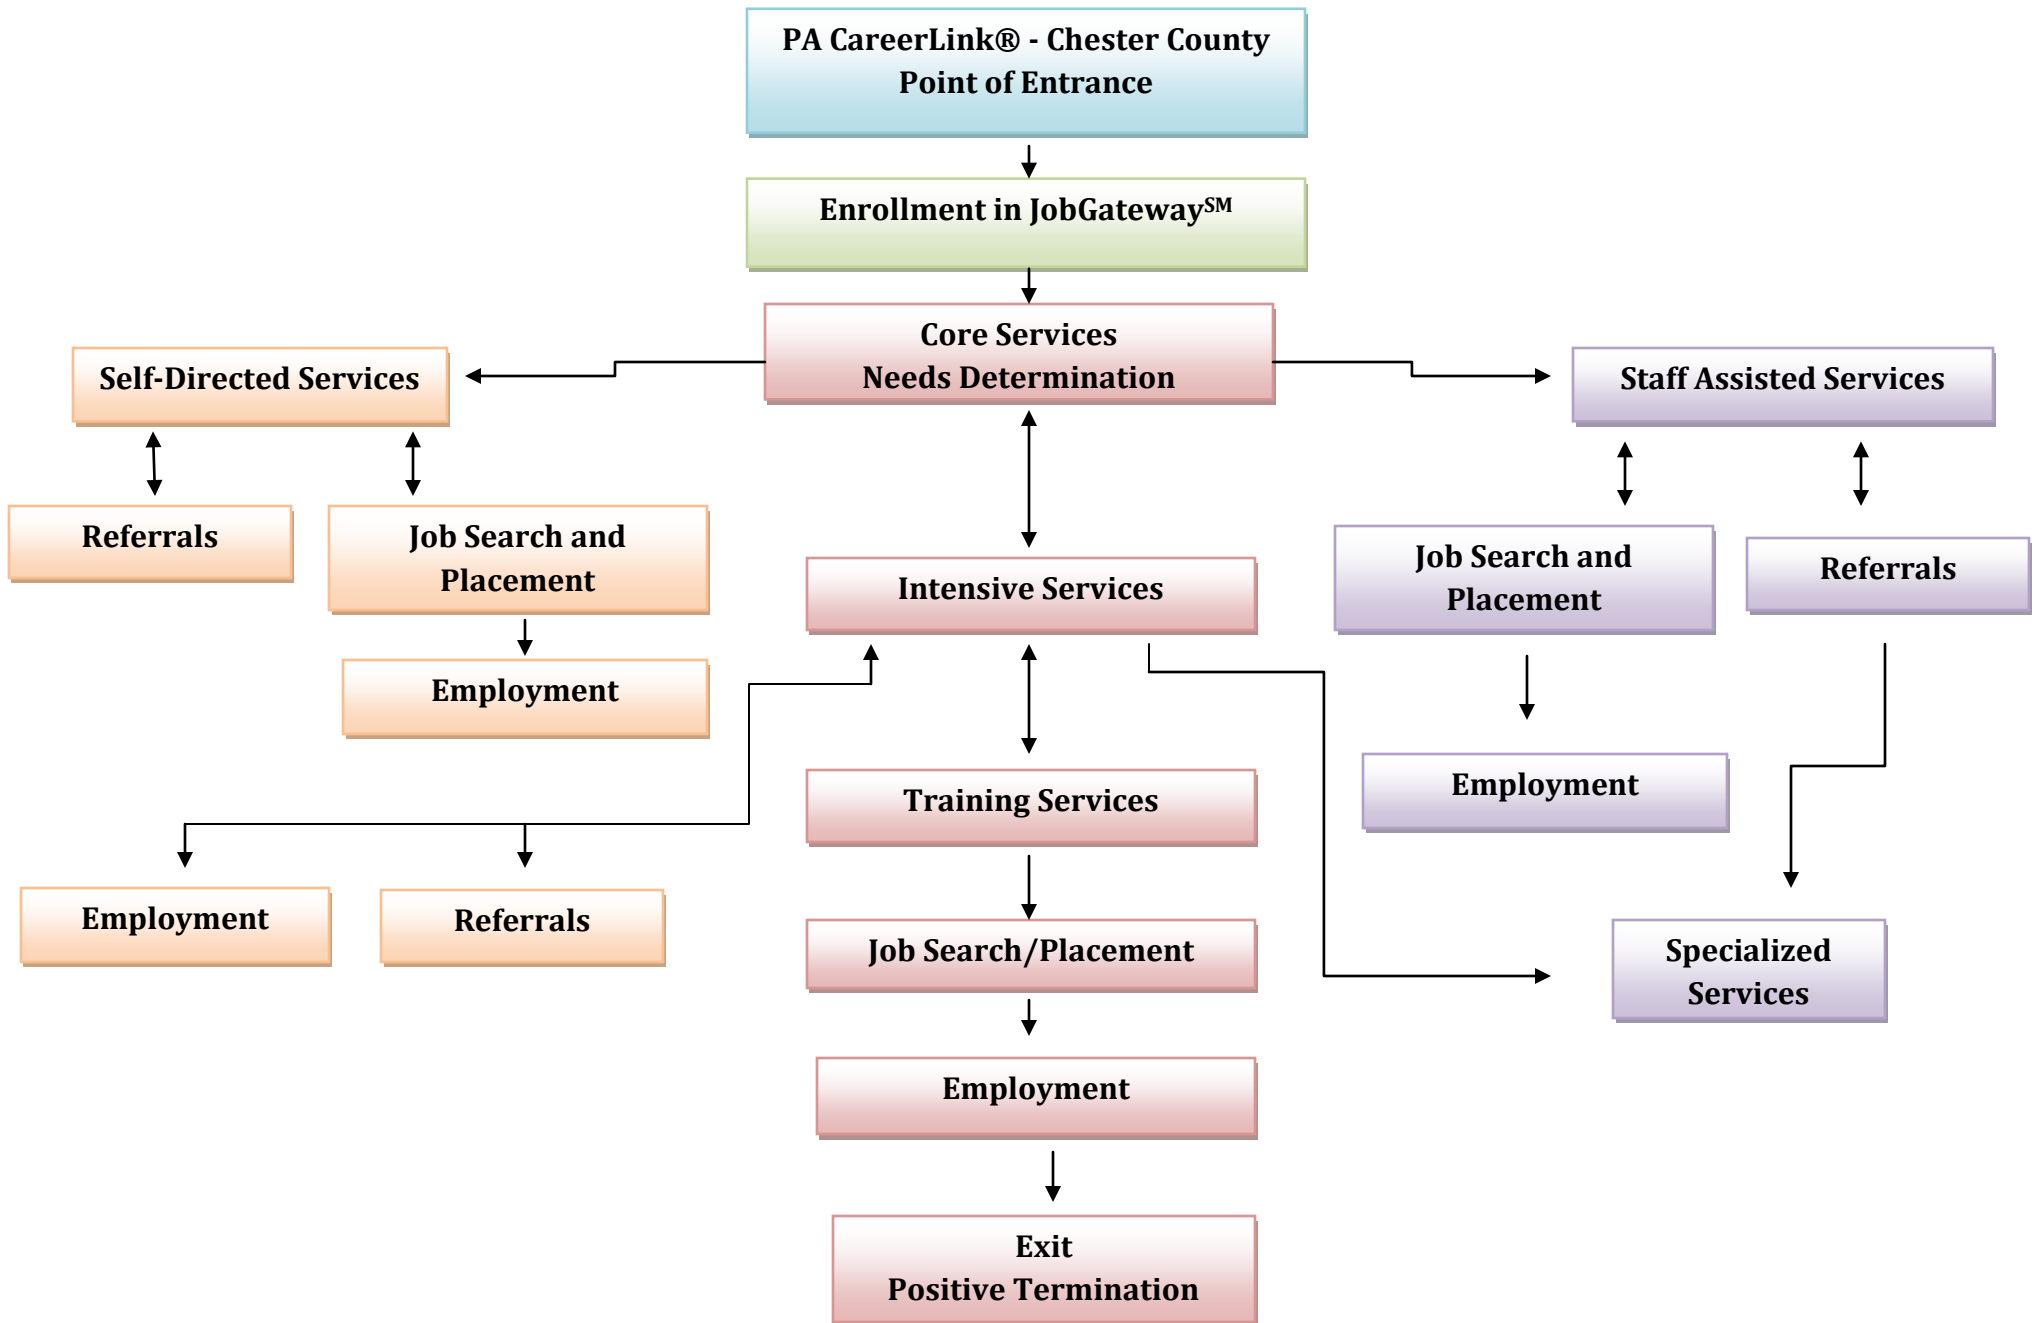 PA CareerLink® - Chester County
Point of Entrance
Enrollment in JobGateway℠
Core Services
Needs Determination
Self-Directed Services
Staff Assisted Services
Referrals
Job Search and
Placement
Employment
Intensive Services
Job Search and
Placement
Referrals
Employment
Training Services
Employment
Referrals
Job Search/Placement
Specialized
Services
Employment
Exit
Positive Termination